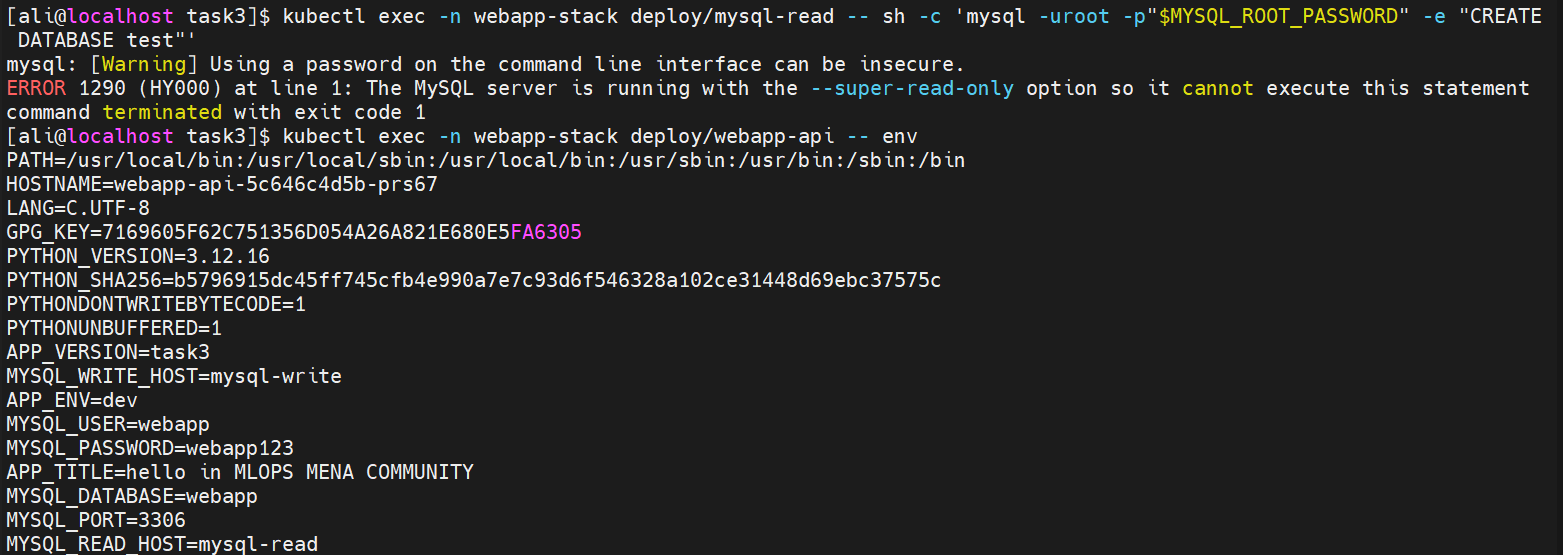 [ali@localhost task3]$ kubectl exec -n webapp-stack deploy/mysql-read -- sh -c 'mysql -uroot -p"$MYSQL_ROOT_PASSWORD" -e "CREATE
 DATABASE test"'
mysql: [Warning] Using a password on the command line interface can be insecure.
ERROR 1290 (HY000) at line 1: The MySQL server is running with the --super-read-only option so it cannot execute this statement
command terminated with exit code 1
[ali@localhost task3]$ kubectl exec -n webapp-stack deploy/webapp-api -- env
PATH=/usr/local/bin:/usr/local/sbin:/usr/local/bin:/usr/sbin:/usr/bin:/sbin:/bin
HOSTNAME=webapp-api-5c646c4d5b-prs67
LANG=C.UTF-8
GPG_KEY=7169605F62C751356D054A26A821E680E5FA6305
PYTHON_VERSION=3.12.16
PYTHON_SHA256=b5796915dc45ff745cfb4e990a7e7c93d6f546328a102ce31448d69ebc37575c
PYTHONDONTWRITEBYTECODE=1
PYTHONUNBUFFERED=1
APP_VERSION=task3
MYSQL_WRITE_HOST=mysql-write
APP_ENV=dev
MYSQL_USER=webapp
MYSQL_PASSWORD=webapp123
APP_TITLE=hello in MLOPS MENA COMMUNITY
MYSQL_DATABASE=webapp
MYSQL_PORT=3306
MYSQL_READ_HOST=mysql-read